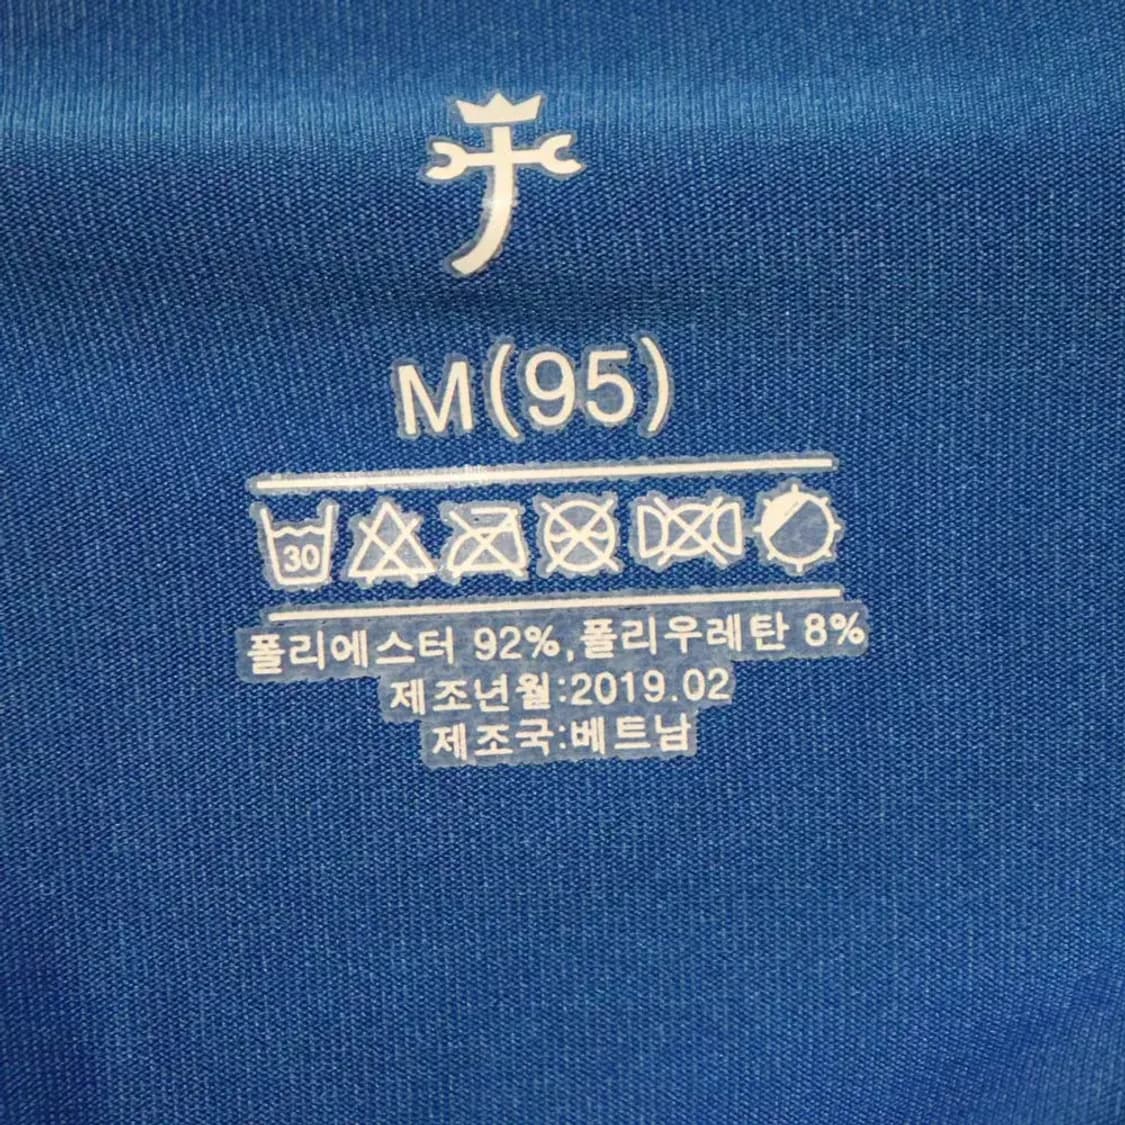 M(95)
30
폴리에스터 92%,폴리우레탄 8%
제조년월:2019.02
제조국:베트남